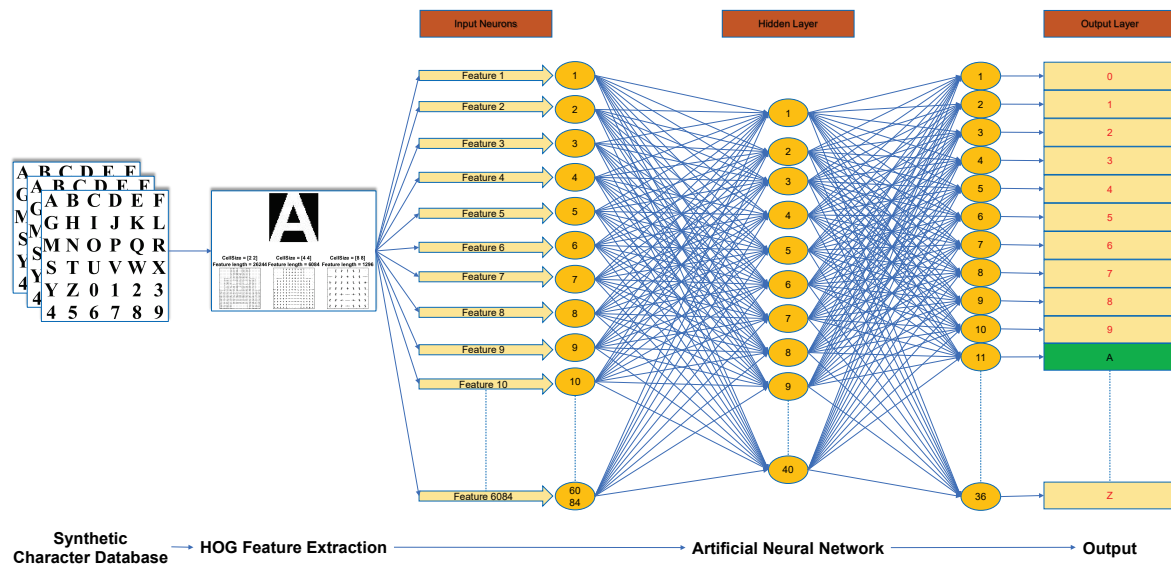 Input Neurons
Hidden Layer
Output Layer
A B C D E F
G
M
S
Y
4
A B C D E F
G
M
S
Y
4
A B C D E F
G H I J K L
M N O P Q R
S T U V W X
Y Z 0 1 2 3
4 5 6 7 8 9
A
CellSize = [2 2]
Feature length = 26244
CellSize = [4 4]
Feature length = 6084
CellSize = [8 8]
Feature length = 1296
Feature 1
Feature 2
Feature 3
Feature 4
Feature 5
Feature 6
Feature 7
Feature 8
Feature 9
Feature 10
Feature 6084
1
2
3
4
5
6
7
8
9
10
60
84
1
2
3
4
5
6
7
8
9
40
1
2
3
4
5
6
7
8
9
10
11
36
0
1
2
3
4
5
6
7
8
9
A
Z
Synthetic
Character Database
HOG Feature Extraction
Artificial Neural Network
Output